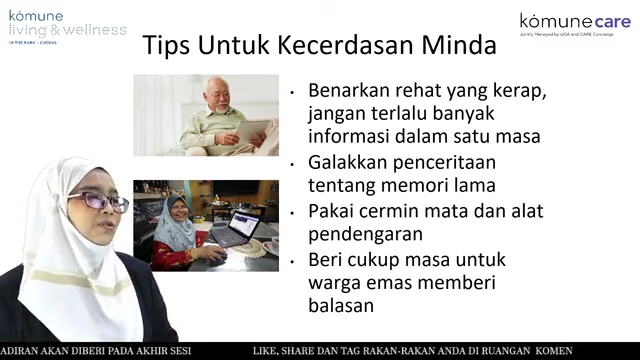 kömune
living & wellness
IN THE PARK - CHERAS
kömunecare
Jointly Managed by UOA and CARE Concierge
Tips Untuk Kecerdasan Minda
• Benarkan rehat yang kerap,
jangan terlalu banyak
informasi dalam satu masa
• Galakkan penceritaan
tentang memori lama
• Pakai cermin mata dan alat
pendengaran
• Beri cukup masa untuk
warga emas memberi
balasan
ADIRAN AKAN DIBERI PADA AKHIR SESI LIKE, SHARE DAN TAG RAKAN-RAKAN ANDA DI RUANGAN KOMEN